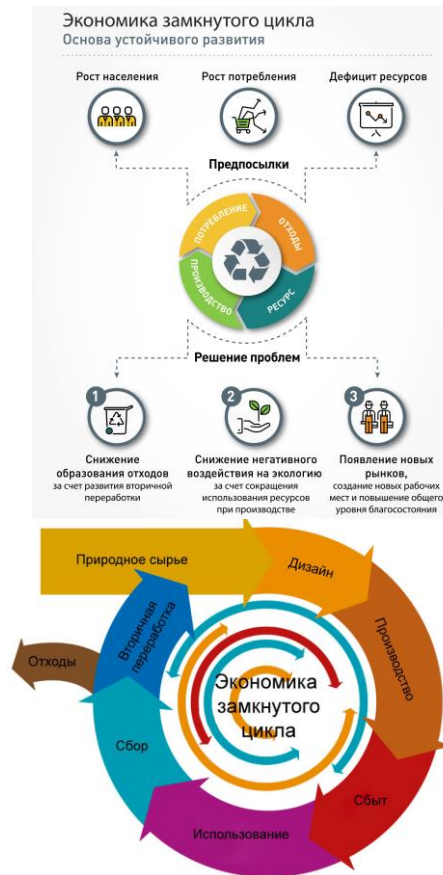 Экономика замкнутого цикла
Основа устойчивого развития
Рост населения
Рост потребления
Дефицит ресурсов
Предпосылки
ПОТРЕБЛЕНИЕ
ОТХОДЫ
ПРОИЗВОДСТВО
РЕСУРС
Решение проблем
1
2
3
Снижение
образования отходов
за счет развития вторичной
переработки
Снижение негативного
воздействия на экологию
за счет сокращения
использования ресурсов
при производстве
Появление новых
рынков,
создание новых рабочих
мест и повышение общего
уровня благосостояния
Природное сырье
Дизайн
Производство
Сбыт
Использование
Сбор
Вторичная
переработка
Отходы
Экономика
замкнутого
цикла